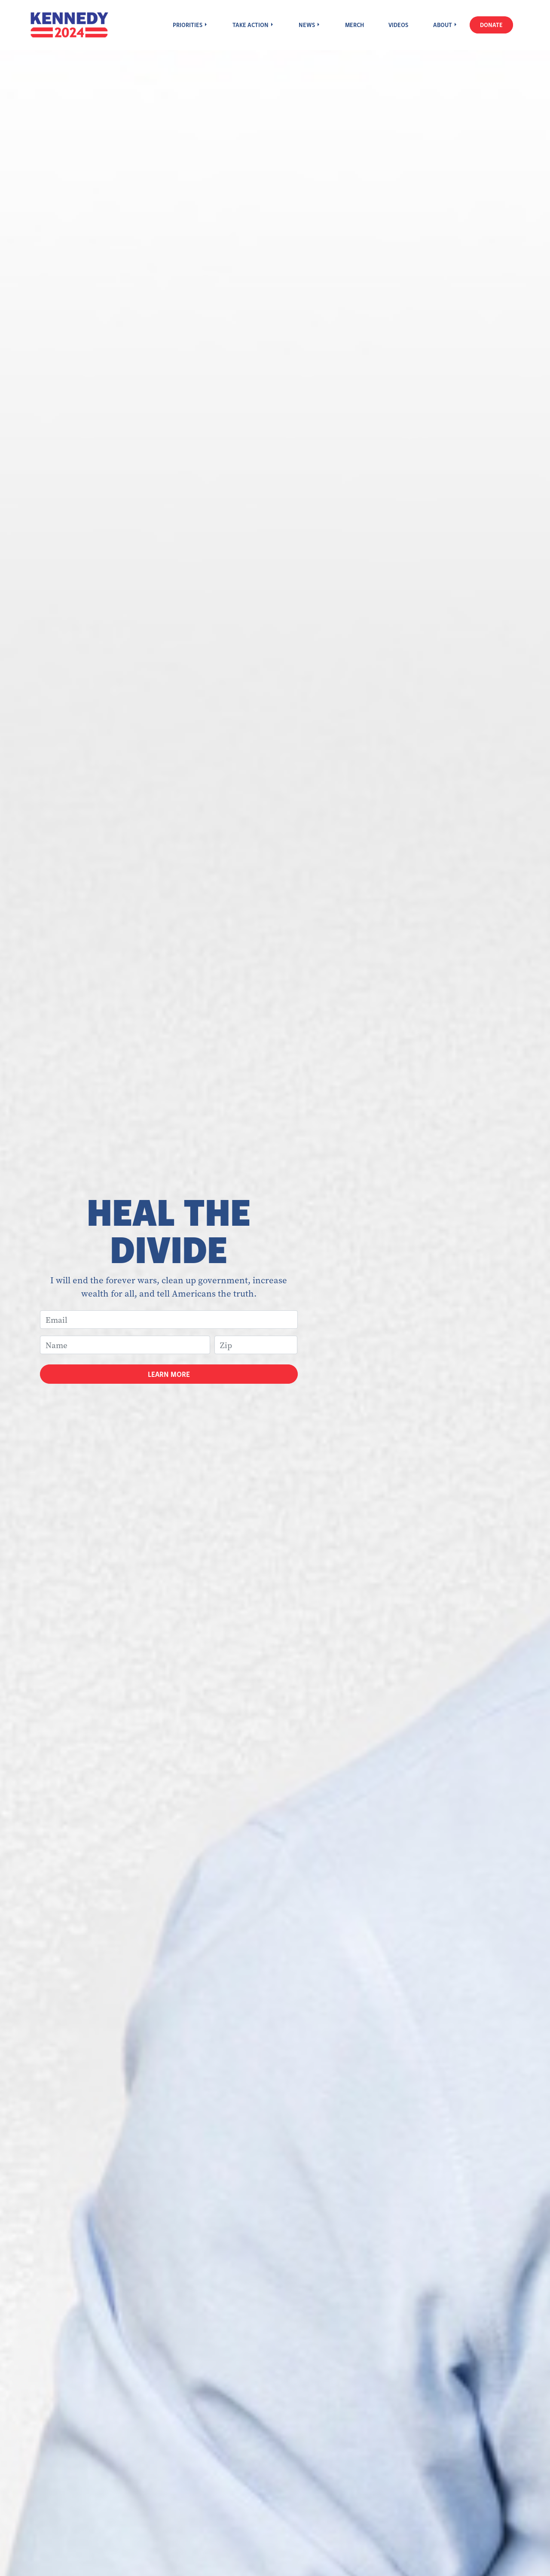 KENNEDY
2024
PRIORITIES
TAKE ACTION
NEWS
MERCH
VIDEOS
ABOUT
DONATE
HEAL THE
DIVIDE
I will end the forever wars, clean up government, increase
wealth for all, and tell Americans the truth.
Email
Name
Zip
LEARN MORE